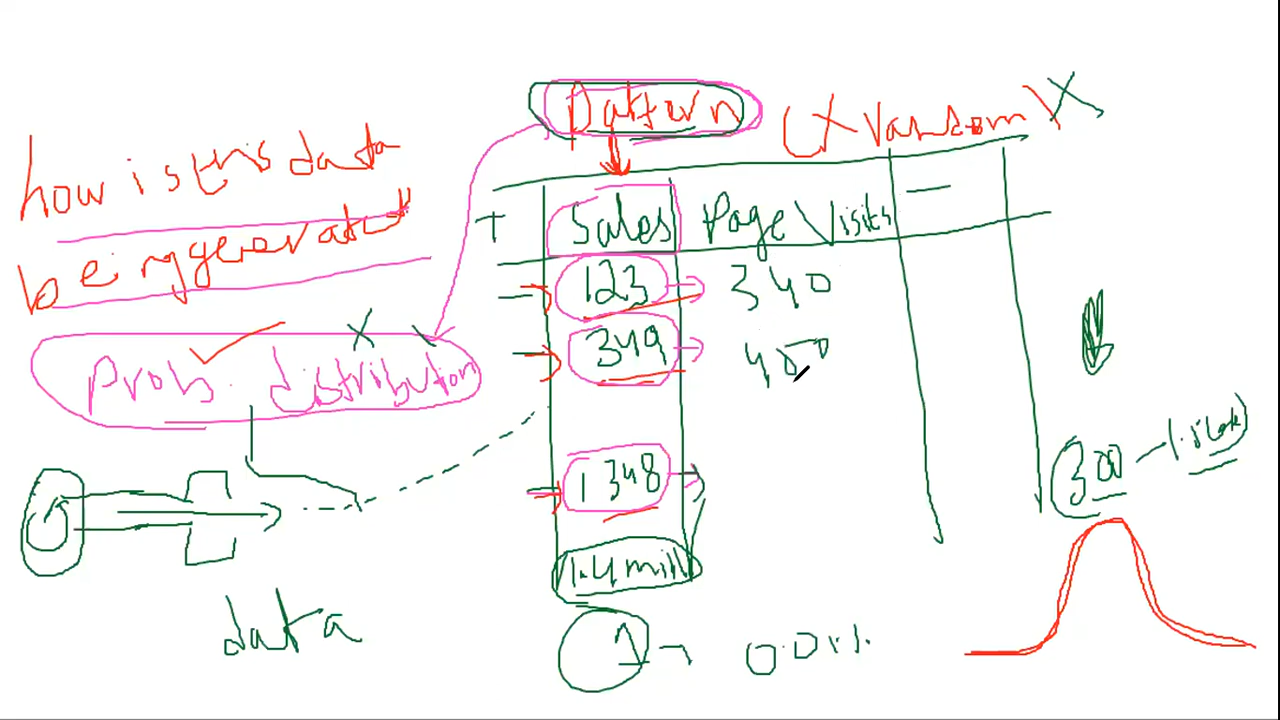 Pattern (X random) X
how is this data
being generated
T Sales Page Visits —
123 340
349 400
Prob. distribution X
1348
300 — 1.5 lakh
1.4 mill
data
1 0.01%